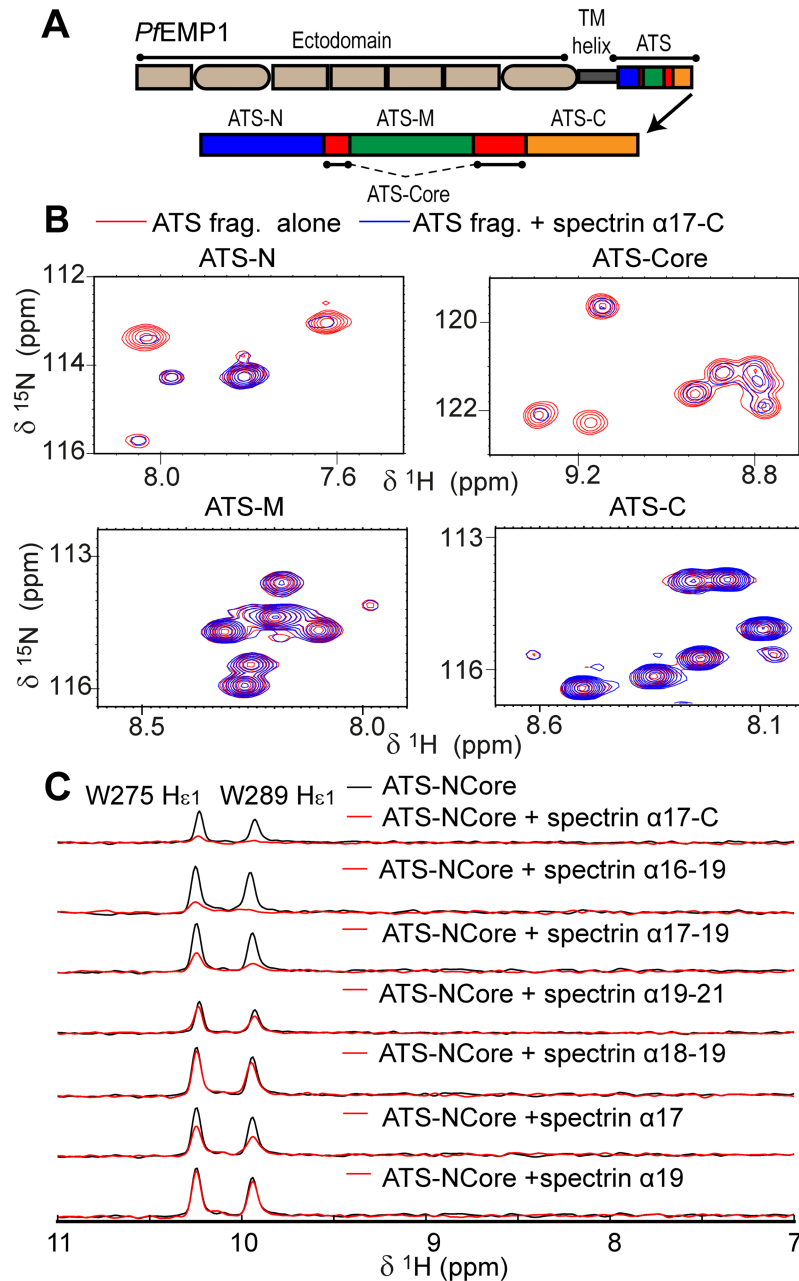 A
PfEMP1
Ectodomain
TM helix
ATS
ATS-N
ATS-M
ATS-C
ATS-Core
B
ATS frag. alone
ATS frag. + spectrin α17-C
ATS-N
ATS-Core
112
114
116
δ 15N (ppm)
8.0
7.6
120
122
9.2
8.8
δ 1H (ppm)
ATS-M
ATS-C
113
116
δ 15N (ppm)
8.5
8.0
113
116
8.6
8.1
δ 1H (ppm)
C
W275 Hε1
W289 Hε1
ATS-NCore
ATS-NCore + spectrin α17-C
ATS-NCore + spectrin α16-19
ATS-NCore + spectrin α17-19
ATS-NCore + spectrin α19-21
ATS-NCore + spectrin α18-19
ATS-NCore +spectrin α17
ATS-NCore +spectrin α19
11
10
9
8
7
δ 1H (ppm)